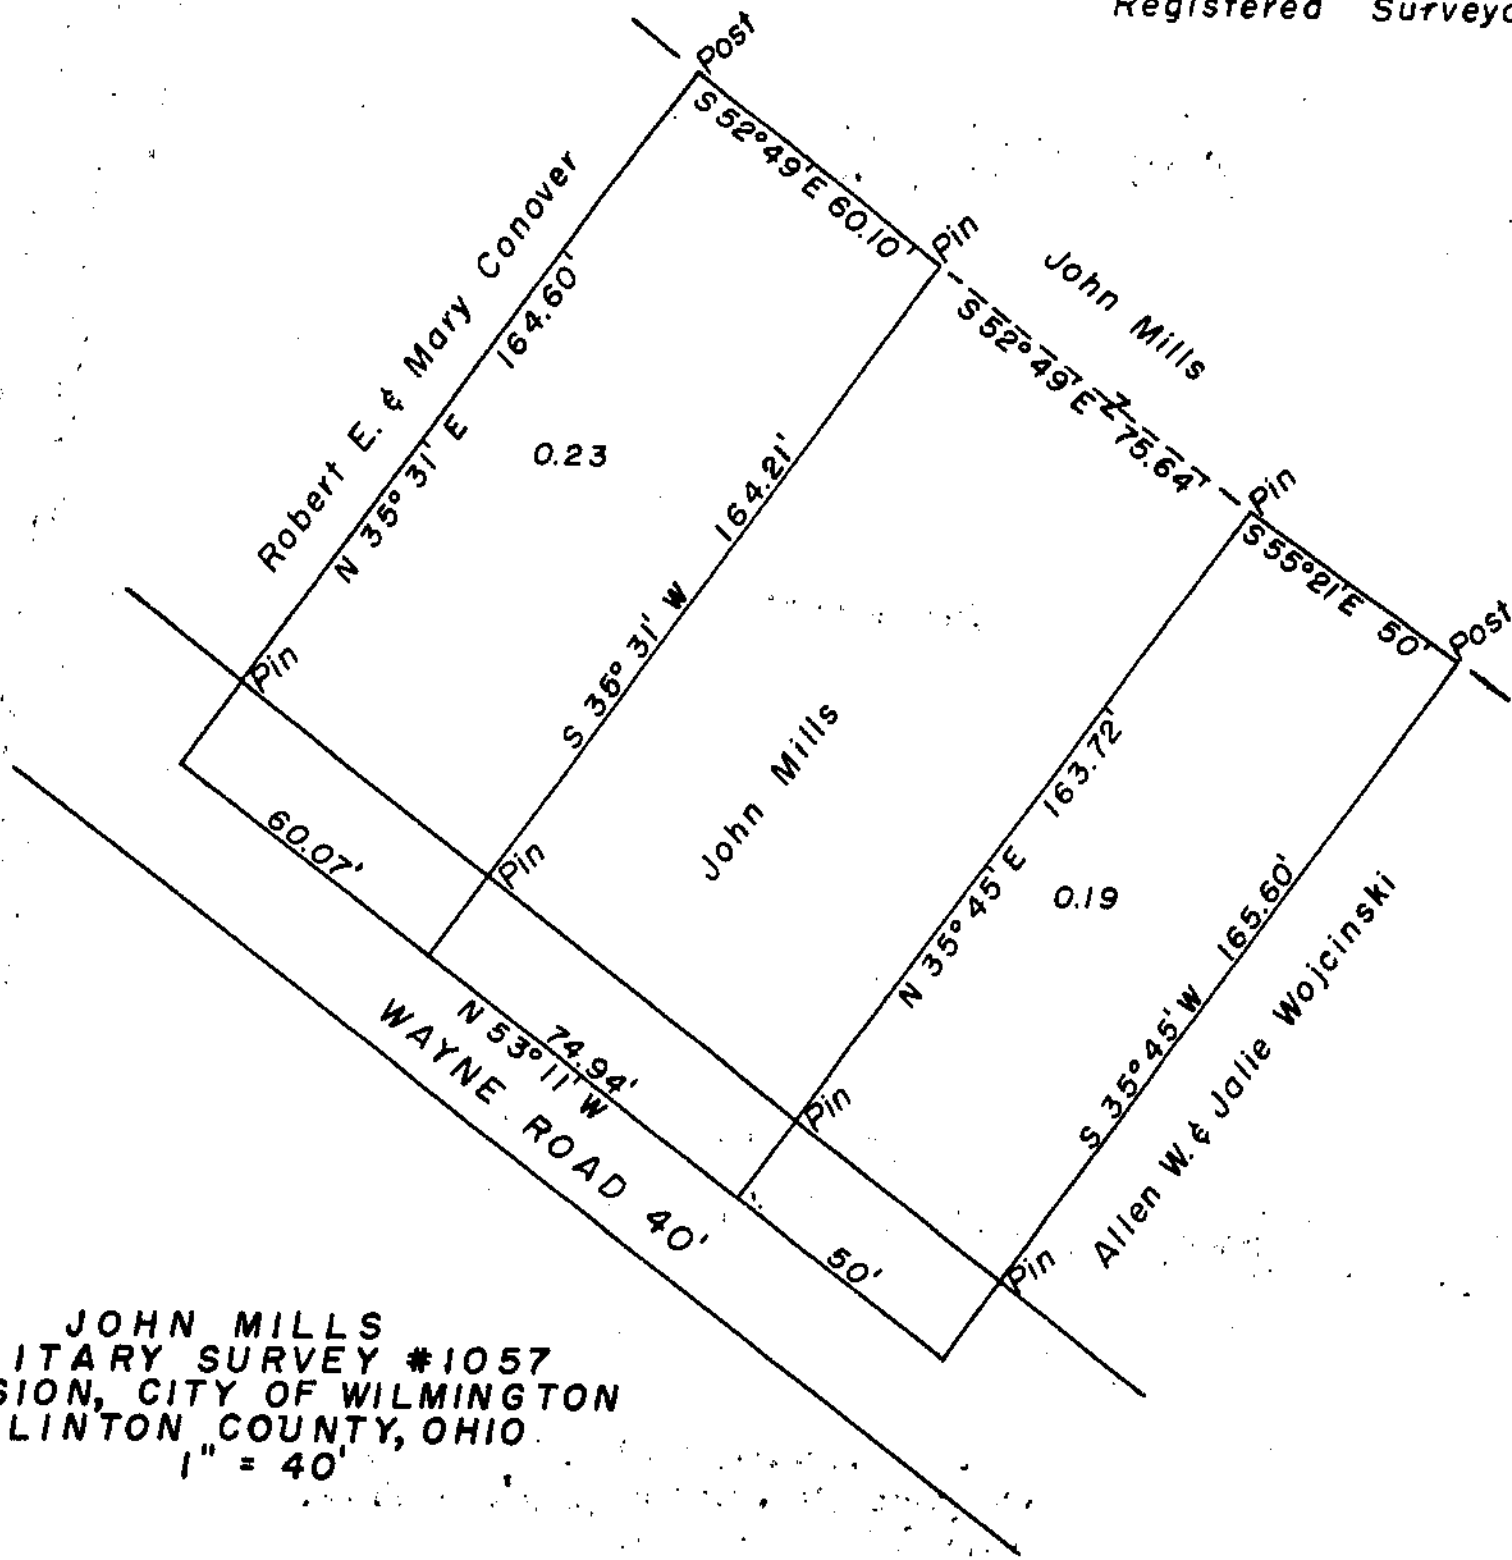 Registered Surveyo
Post
S 52°49' E 60.10'
Pin
John Mills
S 52°49' E 75.64'
Pin
S 55°21' E 50'
Post
Robert E. & Mary Conover
N 35° 31' E 164.60'
0.23
S 35° 31' W 164.21'
John Mills
N 35° 45' E 163.72'
0.19
S 35° 45' W 165.60'
Allen W. & Jalie Wojcinski
Pin
Pin
Pin
Pin
60.07'
74.94'
N 53° 11' W
50'
WAYNE ROAD 40'
JOHN MILLS
ITARY SURVEY #1057
SION, CITY OF WILMINGTON
LINTON COUNTY, OHIO
1" = 40'